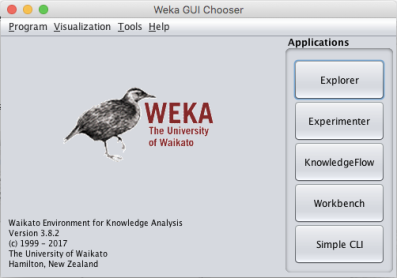 Weka GUI Chooser
Program Visualization Tools Help
Applications
Explorer
Experimenter
KnowledgeFlow
Workbench
Simple CLI
WEKA
The University
of Waikato
Waikato Environment for Knowledge Analysis
Version 3.8.2
(c) 1999 - 2017
The University of Waikato
Hamilton, New Zealand